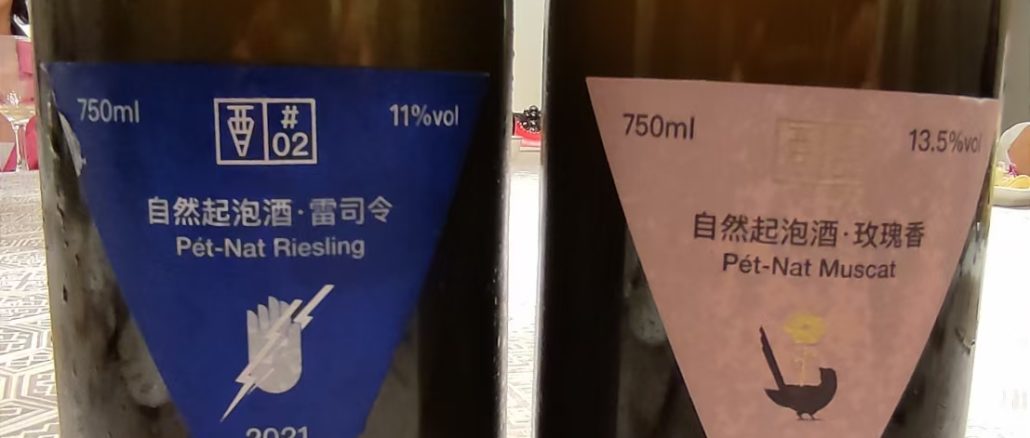 750ml
#
02
11%vol
自然起泡酒·雷司令
Pét-Nat Riesling
2021
750ml
13.5%vol
自然起泡酒·玫瑰香
Pét-Nat Muscat